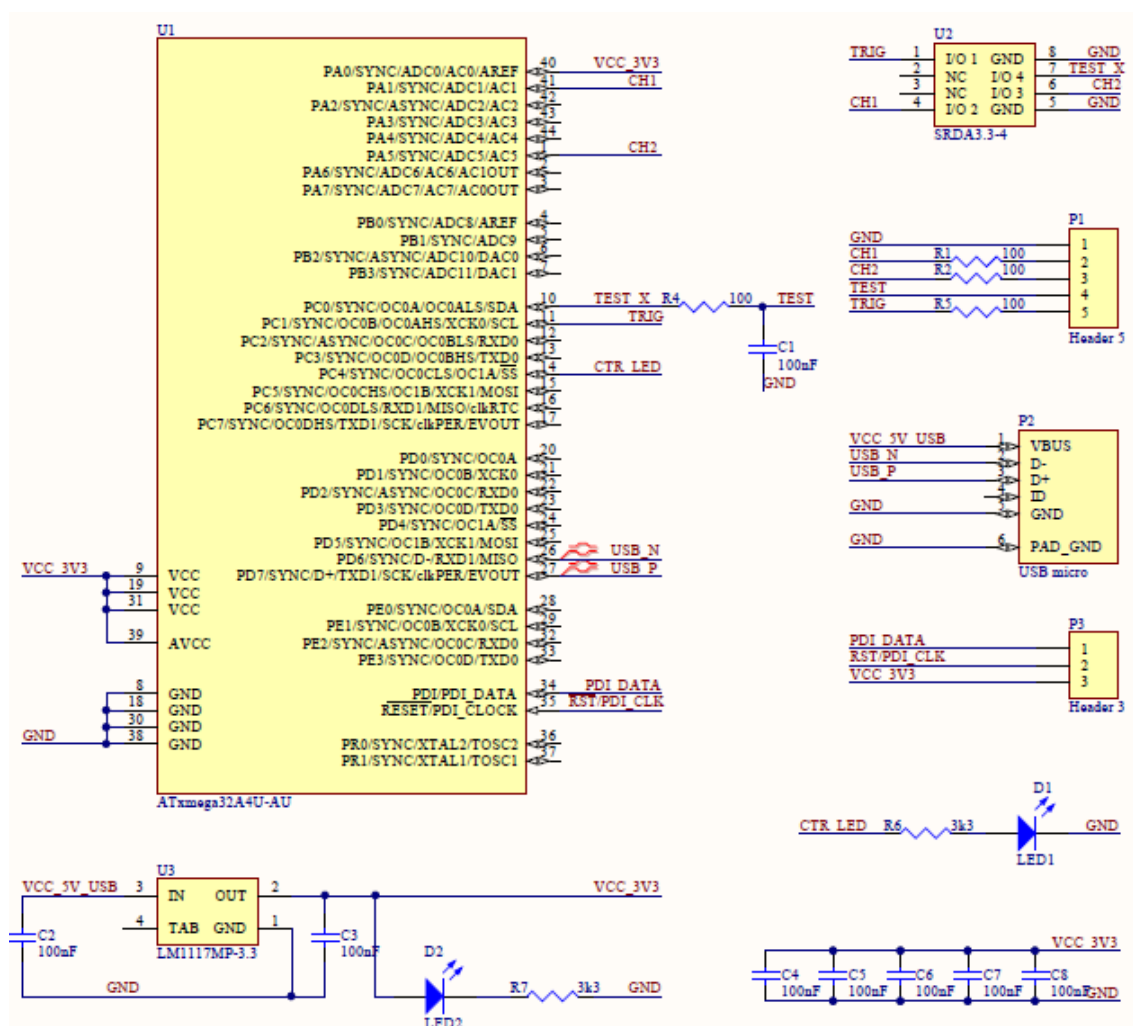 U1
PA0/SYNC/ADC0/AC0/AREF 40 VCC_3V3
PA1/SYNC/ADC1/AC1 41 CH1
PA2/SYNC/ASYNC/ADC2/AC2 42
PA3/SYNC/ADC3/AC3 43
PA4/SYNC/ADC4/AC4 44
PA5/SYNC/ADC5/AC5 CH2
PA6/SYNC/ADC6/AC6/AC1OUT
PA7/SYNC/ADC7/AC7/AC0OUT
PB0/SYNC/ADC8/AREF 4
PB1/SYNC/ADC9
PB2/SYNC/ASYNC/ADC10/DAC0
PB3/SYNC/ADC11/DAC1
PC0/SYNC/OC0A/OC0ALS/SDA 10 TEST_X R4 100 TEST
PC1/SYNC/OC0B/OC0AHS/XCK0/SCL TRIG
PC2/SYNC/ASYNC/OC0C/OC0BLS/RXD0
PC3/SYNC/OC0D/OC0BHS/TXD0
PC4/SYNC/OC0CLS/OC1A/SS CTR_LED
PC5/SYNC/OC0CHS/OC1B/XCK1/MOSI
PC6/SYNC/OC0DLS/RXD1/MISO/clkRTC
PC7/SYNC/OC0DHS/TXD1/SCK/clkPER/EVOUT
C1
100nF
GND
PD0/SYNC/OC0A 20
PD1/SYNC/OC0B/XCK0 21
PD2/SYNC/ASYNC/OC0C/RXD0 22
PD3/SYNC/OC0D/TXD0 23
PD4/SYNC/OC1A/SS 24
PD5/SYNC/OC1B/XCK1/MOSI 25
PD6/SYNC/D-/RXD1/MISO 26 USB_N
PD7/SYNC/D+/TXD1/SCK/clkPER/EVOUT 27 USB_P
VCC_3V3 9 VCC
19 VCC
31 VCC
39 AVCC
PE0/SYNC/OC0A/SDA 28
PE1/SYNC/OC0B/XCK0/SCL 29
PE2/SYNC/ASYNC/OC0C/RXD0 32
PE3/SYNC/OC0D/TXD0 33
8 GND
18 GND
30 GND
GND 38 GND
PDI/PDI_DATA 34 PDI_DATA
RESET/PDI_CLOCK 35 RST/PDI_CLK
PR0/SYNC/XTAL2/TOSC2 36
PR1/SYNC/XTAL1/TOSC1 37
ATxmega32A4U-AU
U2
TRIG 1 I/O 1 GND 8 GND
2 NC I/O 4 7 TEST_X
3 NC I/O 3 6 CH2
CH1 4 I/O 2 GND 5 GND
SRDA3.3-4
P1
GND 1
CH1 R1 100 2
CH2 R2 100 3
TEST 4
TRIG R5 100 5
Header 5
P2
VCC_5V_USB 1 VBUS
USB_N D-
USB_P 3 D+
4 ID
GND GND
GND 6 PAD_GND
USB micro
P3
PDI_DATA 1
RST/PDI_CLK 2
VCC_3V3 3
Header 3
D1
CTR_LED R6 3k3 GND
LED1
U3
VCC_5V_USB 3 IN OUT 2 VCC_3V3
4 TAB GND 1
LM1117MP-3.3
C2
100nF
C3
100nF
GND
D2
R7 3k3 GND
LED2
VCC_3V3
C4 C5 C6 C7 C8
100nF 100nF 100nF 100nF 100nF
GND